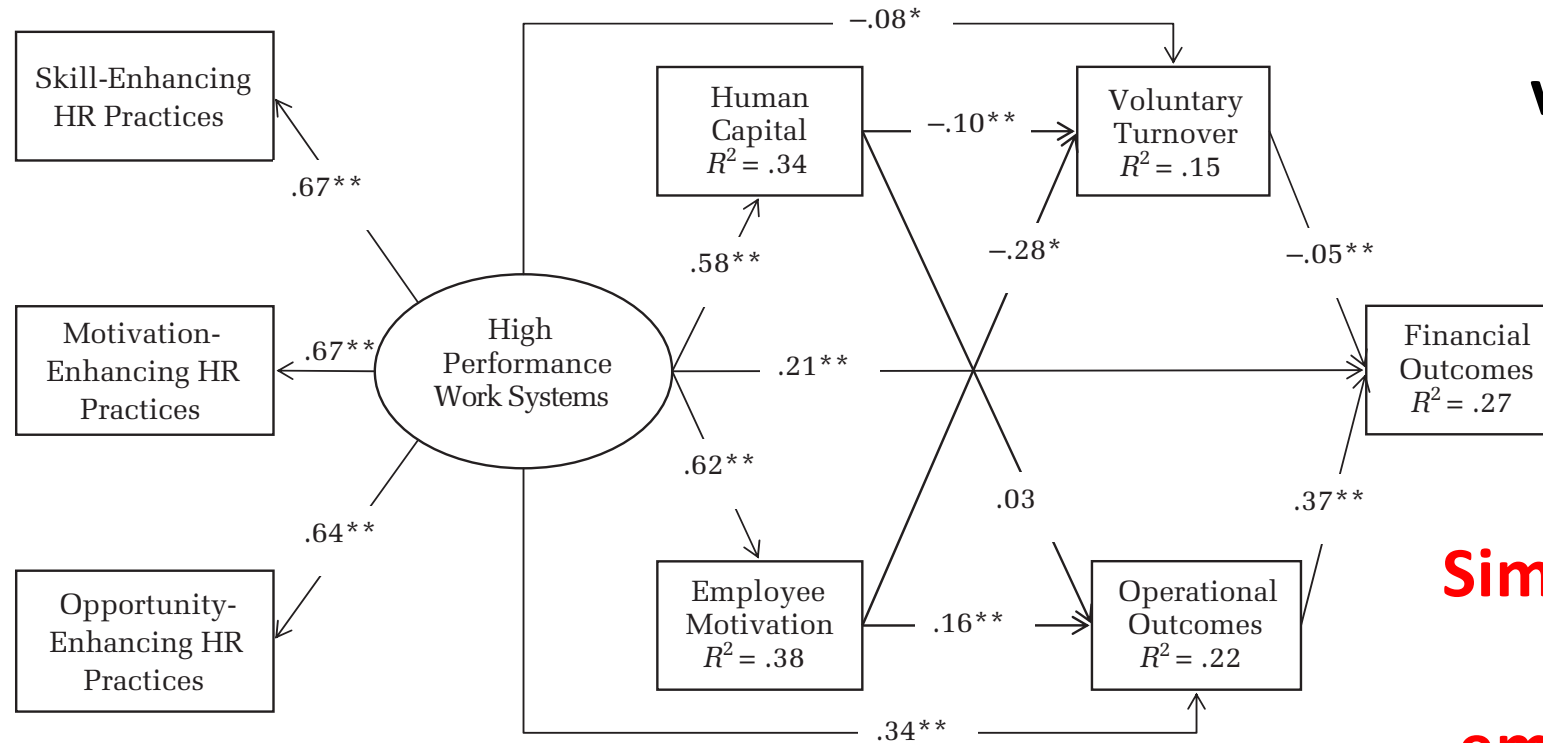 −.08*
Skill-Enhancing
HR Practices
Human
Capital
R² = .34
−.10**
Voluntary
Turnover
R² = .15
.67**
.58**
−.28*
−.05**
Motivation-
Enhancing HR
Practices
.67**
High
Performance
Work Systems
.21**
Financial
Outcomes
R² = .27
.62**
.03
.37**
.64**
Opportunity-
Enhancing HR
Practices
Employee
Motivation
R² = .38
.16**
Operational
Outcomes
R² = .22
Sim
.34**